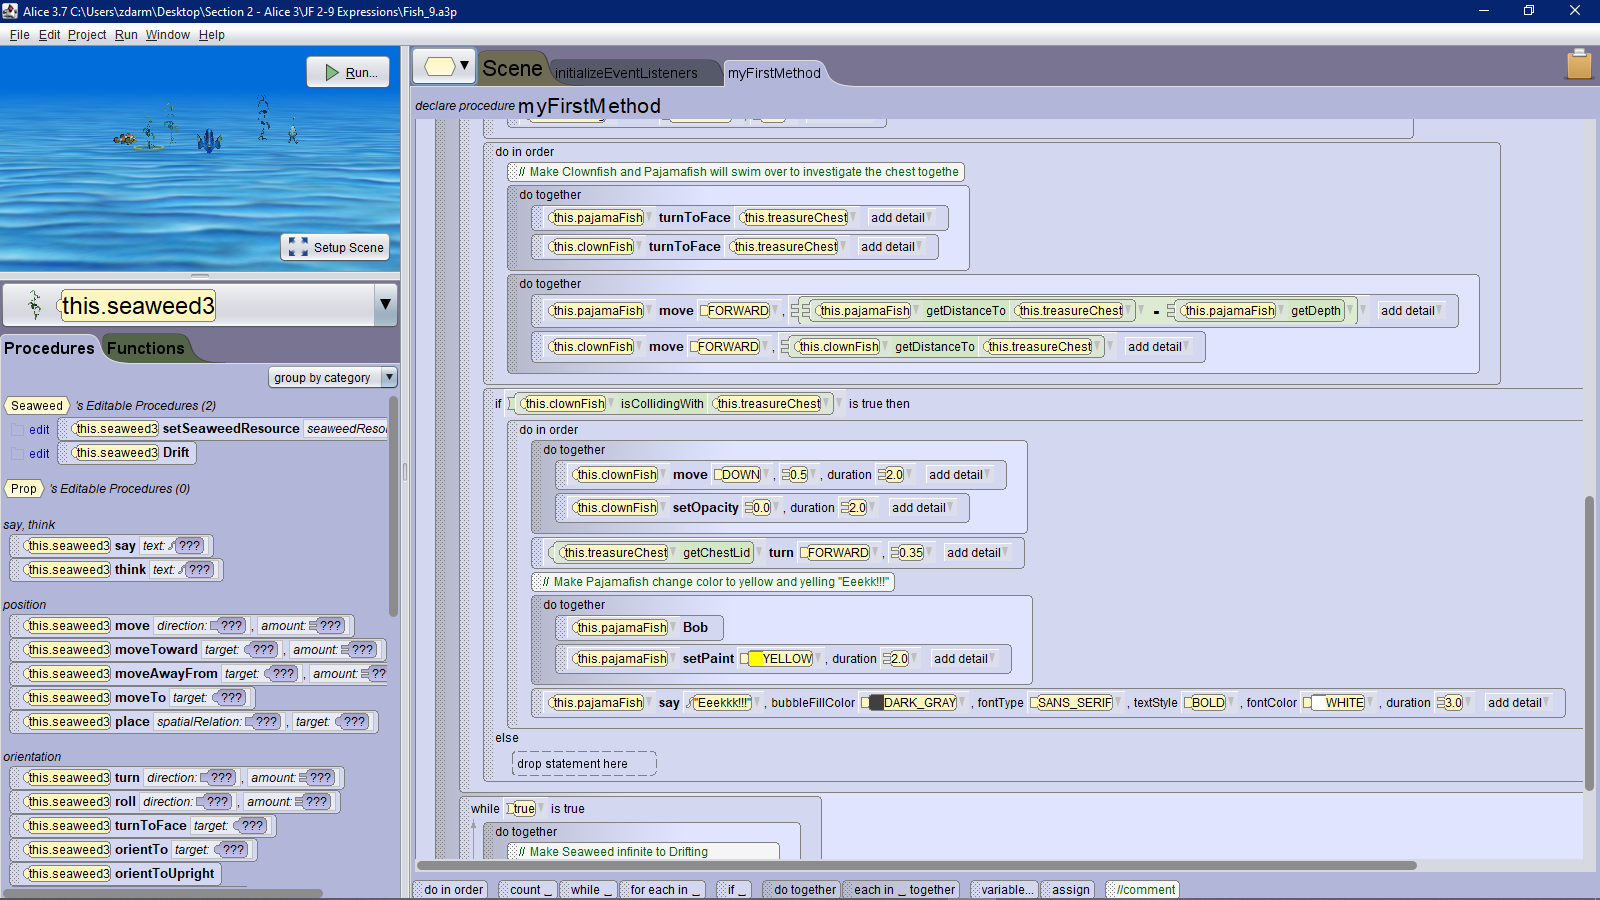 Alice 3.7 C:\Users\zdarm\Desktop\Section 2 - Alice 3\JF 2-9 Expressions\Fish_9.a3p
File Edit Project Run Window Help
Run...
Setup Scene
this.seaweed3
Procedures Functions
group by category
Seaweed 's Editable Procedures (2)
edit this.seaweed3 setSeaweedResource seaweedResou
edit this.seaweed3 Drift
Prop 's Editable Procedures (0)
say, think
this.seaweed3 say text: ???
this.seaweed3 think text: ???
position
this.seaweed3 move direction: ??? , amount: ???
this.seaweed3 moveToward target: ??? , amount: ???
this.seaweed3 moveAwayFrom target: ??? , amount: ??
this.seaweed3 moveTo target: ???
this.seaweed3 place spatialRelation: ??? , target: ???
orientation
this.seaweed3 turn direction: ??? , amount: ???
this.seaweed3 roll direction: ??? , amount: ???
this.seaweed3 turnToFace target: ???
this.seaweed3 orientTo target: ???
this.seaweed3 orientToUpright
Scene initializeEventListeners myFirstMethod
declare procedure myFirstMethod
do in order
// Make Clownfish and Pajamafish will swim over to investigate the chest togethe
do together
this.pajamaFish turnToFace this.treasureChest add detail
this.clownFish turnToFace this.treasureChest add detail
do together
this.pajamaFish move FORWARD , this.pajamaFish getDistanceTo this.treasureChest - this.pajamaFish getDepth add detail
this.clownFish move FORWARD , this.clownFish getDistanceTo this.treasureChest add detail
if this.clownFish isCollidingWith this.treasureChest is true then
do in order
do together
this.clownFish move DOWN , 0.5 , duration 2.0 add detail
this.clownFish setOpacity 0.0 , duration 2.0 add detail
this.treasureChest getChestLid turn FORWARD , 0.35 add detail
// Make Pajamafish change color to yellow and yelling "Eeekk!!!"
do together
this.pajamaFish Bob
this.pajamaFish setPaint YELLOW , duration 2.0 add detail
this.pajamaFish say "Eeekkk!!!" , bubbleFillColor DARK_GRAY , fontType SANS_SERIF , textStyle BOLD , fontColor WHITE , duration 3.0 add detail
else
drop statement here
while true is true
do together
// Make Seaweed infinite to Drifting
do in order count _ while _ for each in _ if _ do together each in _ together variable... assign //comment